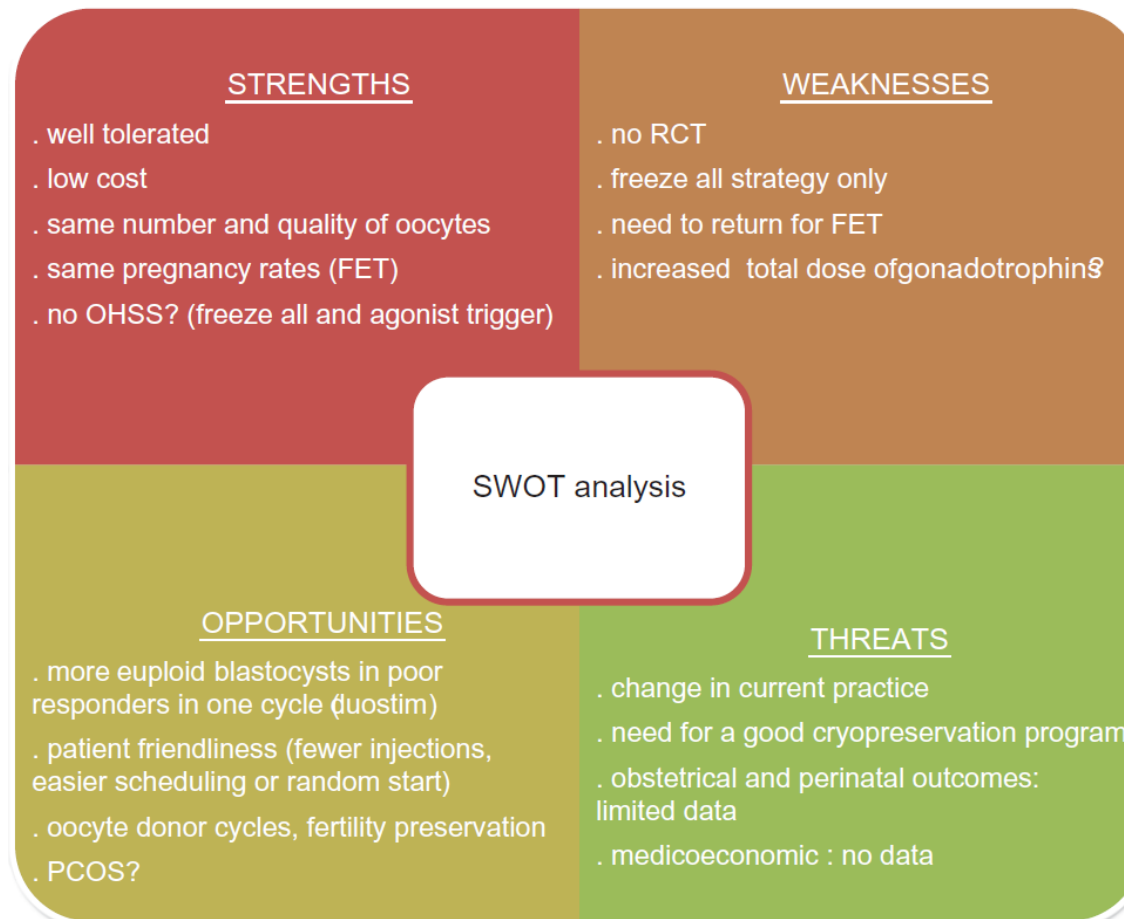 STRENGTHS
. well tolerated
. low cost
. same number and quality of oocytes
. same pregnancy rates (FET)
. no OHSS? (freeze all and agonist trigger)
WEAKNESSES
. no RCT
. freeze all strategy only
. need to return for FET
. increased  total dose ofgonadotrophins?
SWOT analysis
OPPORTUNITIES
. more euploid blastocysts in poor
responders in one cycle (duostim)
. patient friendliness (fewer injections,
easier scheduling or random start)
. oocyte donor cycles, fertility preservation
. PCOS?
THREATS
. change in current practice
. need for a good cryopreservation program
. obstetrical and perinatal outcomes:
limited data
. medicoeconomic : no data